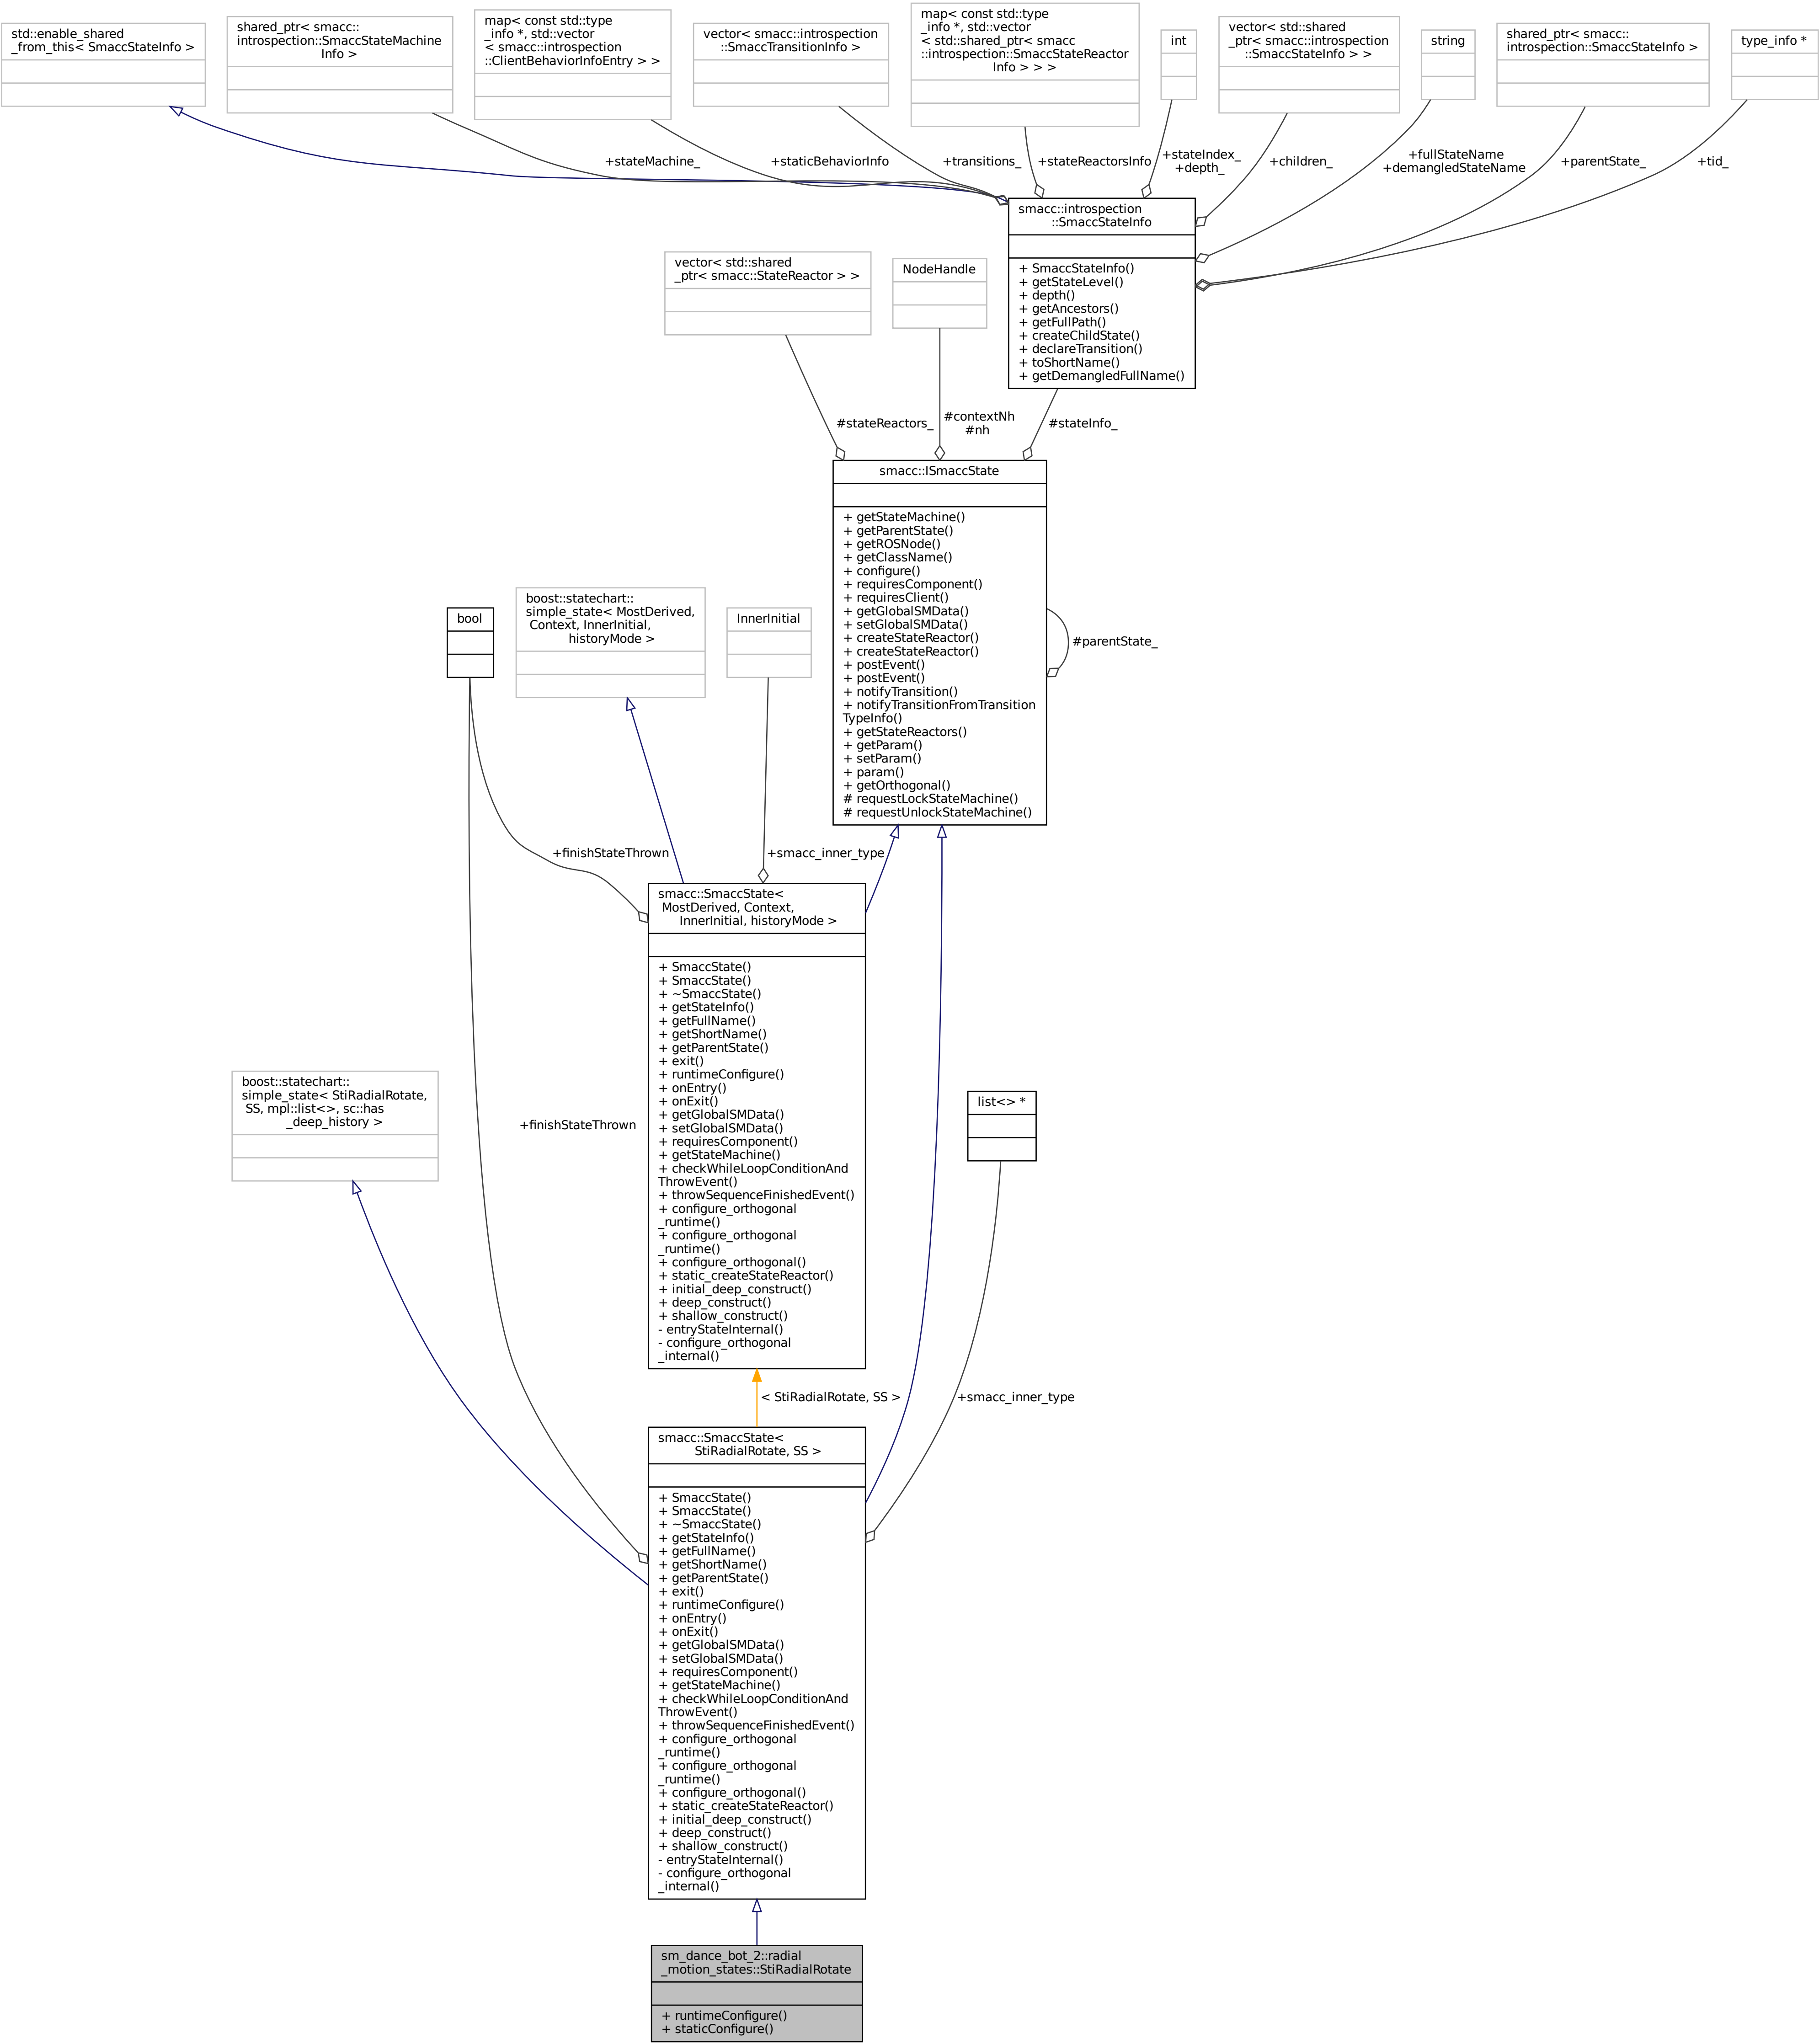 std::enable_shared
_from_this< SmaccStateInfo >
shared_ptr< smacc::
introspection::SmaccStateMachine
Info >
map< const std::type
_info *, std::vector
< smacc::introspection
::ClientBehaviorInfoEntry > >
vector< smacc::introspection
::SmaccTransitionInfo >
map< const std::type
_info *, std::vector
< std::shared_ptr< smacc
::introspection::SmaccStateReactor
Info > > >
int
vector< std::shared
_ptr< smacc::introspection
::SmaccStateInfo > >
string
shared_ptr< smacc::
introspection::SmaccStateInfo >
type_info *
+stateMachine_
+staticBehaviorInfo
+transitions_
+stateReactorsInfo
+stateIndex_
+depth_
+children_
+fullStateName
+demangledStateName
+parentState_
+tid_
smacc::introspection
::SmaccStateInfo
+ SmaccStateInfo()
+ getStateLevel()
+ depth()
+ getAncestors()
+ getFullPath()
+ createChildState()
+ declareTransition()
+ toShortName()
+ getDemangledFullName()
vector< std::shared
_ptr< smacc::StateReactor > >
NodeHandle
#stateReactors_
#contextNh
#nh
#stateInfo_
smacc::ISmaccState
+ getStateMachine()
+ getParentState()
+ getROSNode()
+ getClassName()
+ configure()
+ requiresComponent()
+ requiresClient()
+ getGlobalSMData()
+ setGlobalSMData()
+ createStateReactor()
+ createStateReactor()
+ postEvent()
+ postEvent()
+ notifyTransition()
+ notifyTransitionFromTransition
TypeInfo()
+ getStateReactors()
+ getParam()
+ setParam()
+ param()
+ getOrthogonal()
# requestLockStateMachine()
# requestUnlockStateMachine()
#parentState_
bool
boost::statechart::
simple_state< MostDerived,
Context, InnerInitial,
historyMode >
InnerInitial
+finishStateThrown
+smacc_inner_type
smacc::SmaccState<
MostDerived, Context,
InnerInitial, historyMode >
+ SmaccState()
+ SmaccState()
+ ~SmaccState()
+ getStateInfo()
+ getFullName()
+ getShortName()
+ getParentState()
+ exit()
+ runtimeConfigure()
+ onEntry()
+ onExit()
+ getGlobalSMData()
+ setGlobalSMData()
+ requiresComponent()
+ getStateMachine()
+ checkWhileLoopConditionAnd
ThrowEvent()
+ throwSequenceFinishedEvent()
+ configure_orthogonal
_runtime()
+ configure_orthogonal
_runtime()
+ configure_orthogonal()
+ static_createStateReactor()
+ initial_deep_construct()
+ deep_construct()
+ shallow_construct()
- entryStateInternal()
- configure_orthogonal
_internal()
boost::statechart::
simple_state< StiRadialRotate,
SS, mpl::list<>, sc::has
_deep_history >
+finishStateThrown
list<> *
< StiRadialRotate, SS >
+smacc_inner_type
smacc::SmaccState<
StiRadialRotate, SS >
+ SmaccState()
+ SmaccState()
+ ~SmaccState()
+ getStateInfo()
+ getFullName()
+ getShortName()
+ getParentState()
+ exit()
+ runtimeConfigure()
+ onEntry()
+ onExit()
+ getGlobalSMData()
+ setGlobalSMData()
+ requiresComponent()
+ getStateMachine()
+ checkWhileLoopConditionAnd
ThrowEvent()
+ throwSequenceFinishedEvent()
+ configure_orthogonal
_runtime()
+ configure_orthogonal
_runtime()
+ configure_orthogonal()
+ static_createStateReactor()
+ initial_deep_construct()
+ deep_construct()
+ shallow_construct()
- entryStateInternal()
- configure_orthogonal
_internal()
sm_dance_bot_2::radial
_motion_states::StiRadialRotate
+ runtimeConfigure()
+ staticConfigure()